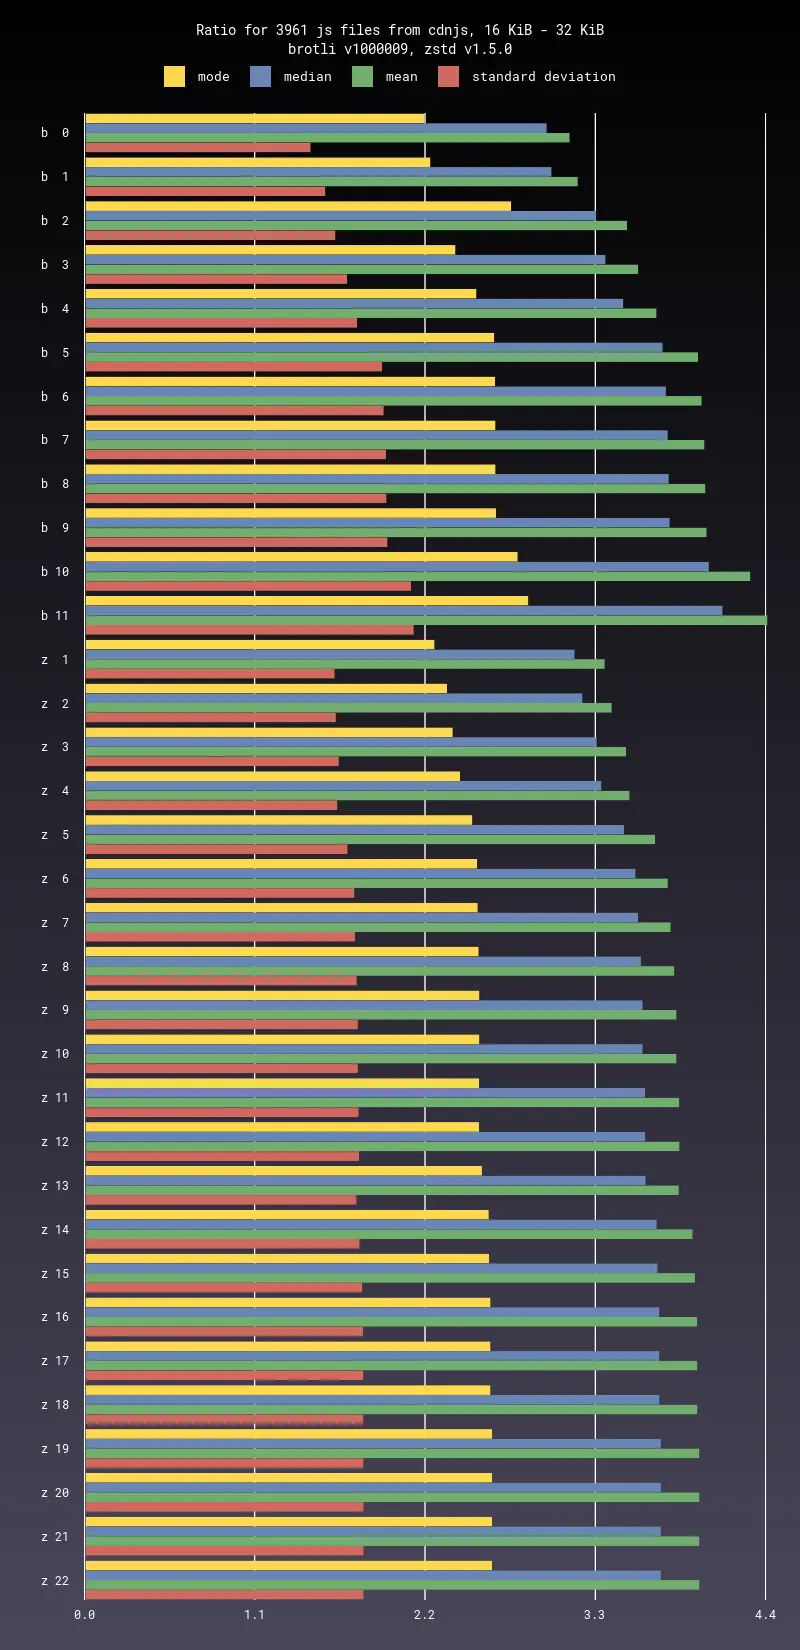 Ratio for 3961 js files from cdnjs, 16 KiB - 32 KiB
brotli v1000009, zstd v1.5.0
mode median mean standard deviation
b 0
b 1
b 2
b 3
b 4
b 5
b 6
b 7
b 8
b 9
b 10
b 11
z 1
z 2
z 3
z 4
z 5
z 6
z 7
z 8
z 9
z 10
z 11
z 12
z 13
z 14
z 15
z 16
z 17
z 18
z 19
z 20
z 21
z 22
0.0 1.1 2.2 3.3 4.4